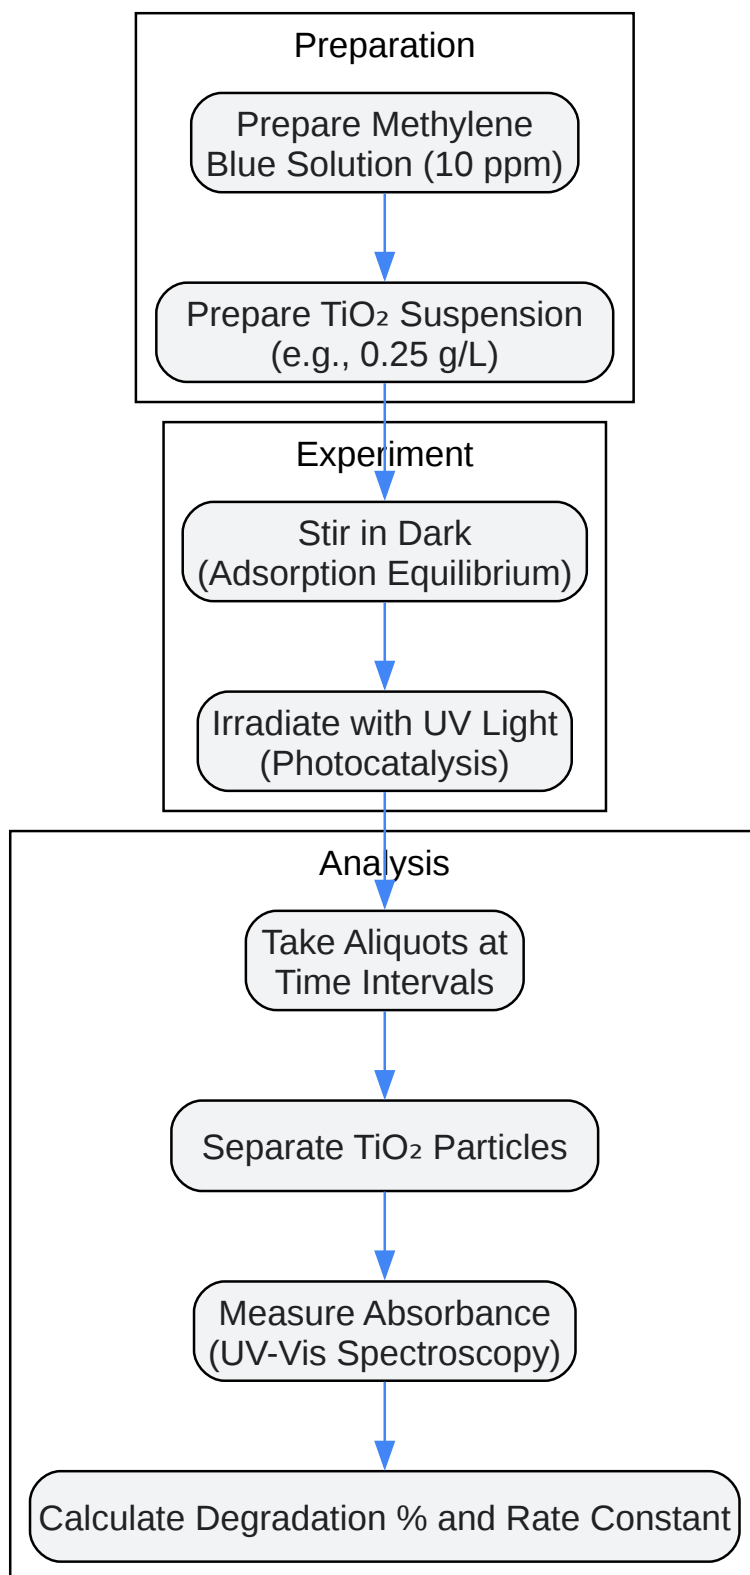 Preparation
Prepare Methylene
Blue Solution (10 ppm)
Prepare TiO₂ Suspension
(e.g., 0.25 g/L)
Experiment
Stir in Dark
(Adsorption Equilibrium)
Irradiate with UV Light
(Photocatalysis)
Analysis
Take Aliquots at
Time Intervals
Separate TiO₂ Particles
Measure Absorbance
(UV-Vis Spectroscopy)
Calculate Degradation % and Rate Constant